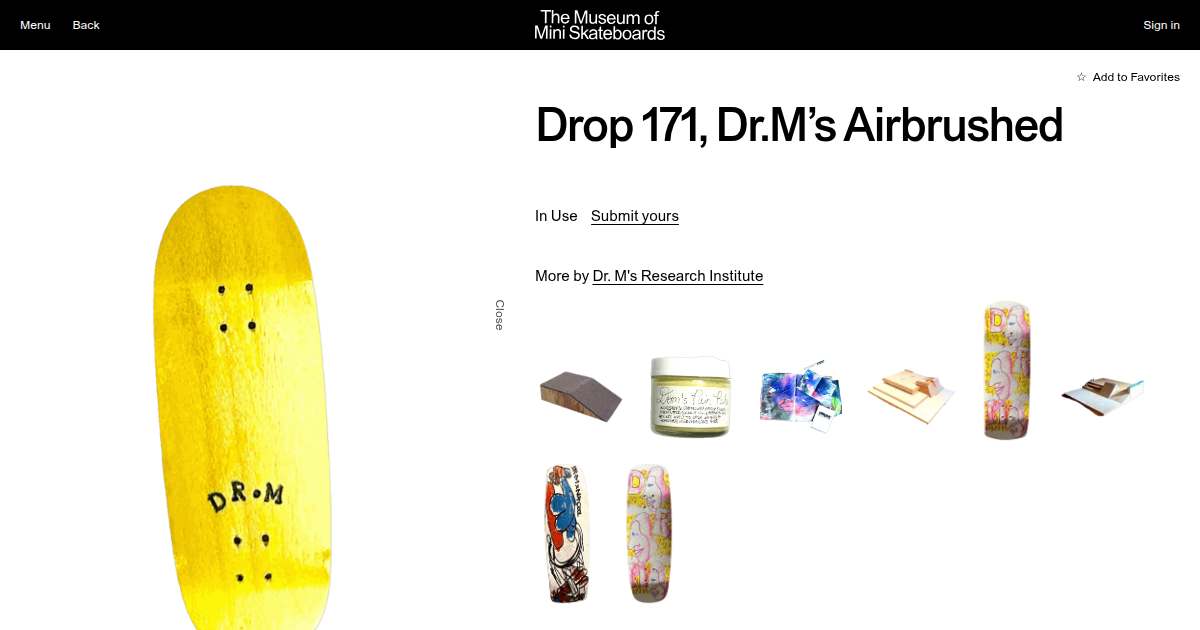 Menu
Back
The Museum of
Mini Skateboards
Sign in
☆ Add to Favorites
Drop 171, Dr.M’s Airbrushed
In Use
Submit yours
More by Dr. M's Research Institute
Close
DR•M